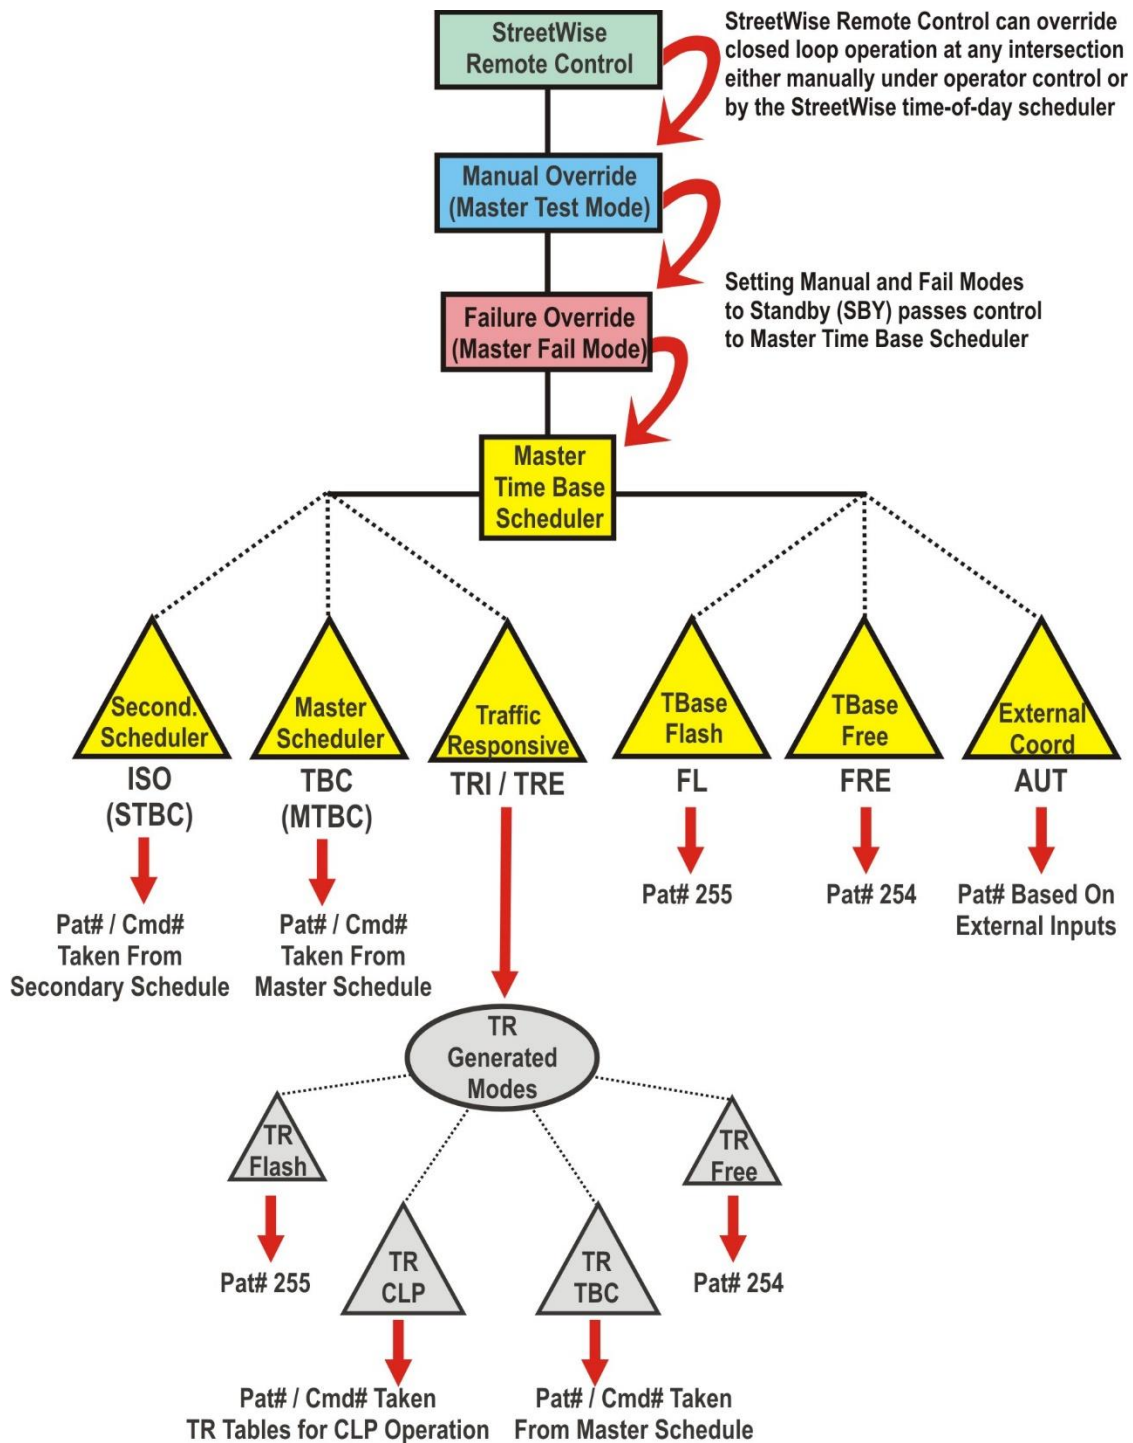 StreetWise
Remote Control
StreetWise Remote Control can override
closed loop operation at any intersection
either manually under operator control or
by the StreetWise time-of-day scheduler
Manual Override
(Master Test Mode)
Setting Manual and Fail Modes
to Standby (SBY) passes control
to Master Time Base Scheduler
Failure Override
(Master Fail Mode)
Master
Time Base
Scheduler
Second.
Scheduler
Master
Scheduler
Traffic
Responsive
TBase
Flash
TBase
Free
External
Coord
ISO
(STBC)
TBC
(MTBC)
TRI / TRE
FL
FRE
AUT
Pat# / Cmd#
Taken From
Secondary Schedule
Pat# / Cmd#
Taken From
Master Schedule
Pat# 255
Pat# 254
Pat# Based On
External Inputs
TR
Generated
Modes
TR
Flash
TR
CLP
TR
TBC
TR
Free
Pat# 255
Pat# 254
Pat# / Cmd# Taken
TR Tables for CLP Operation
Pat# / Cmd# Taken
From Master Schedule